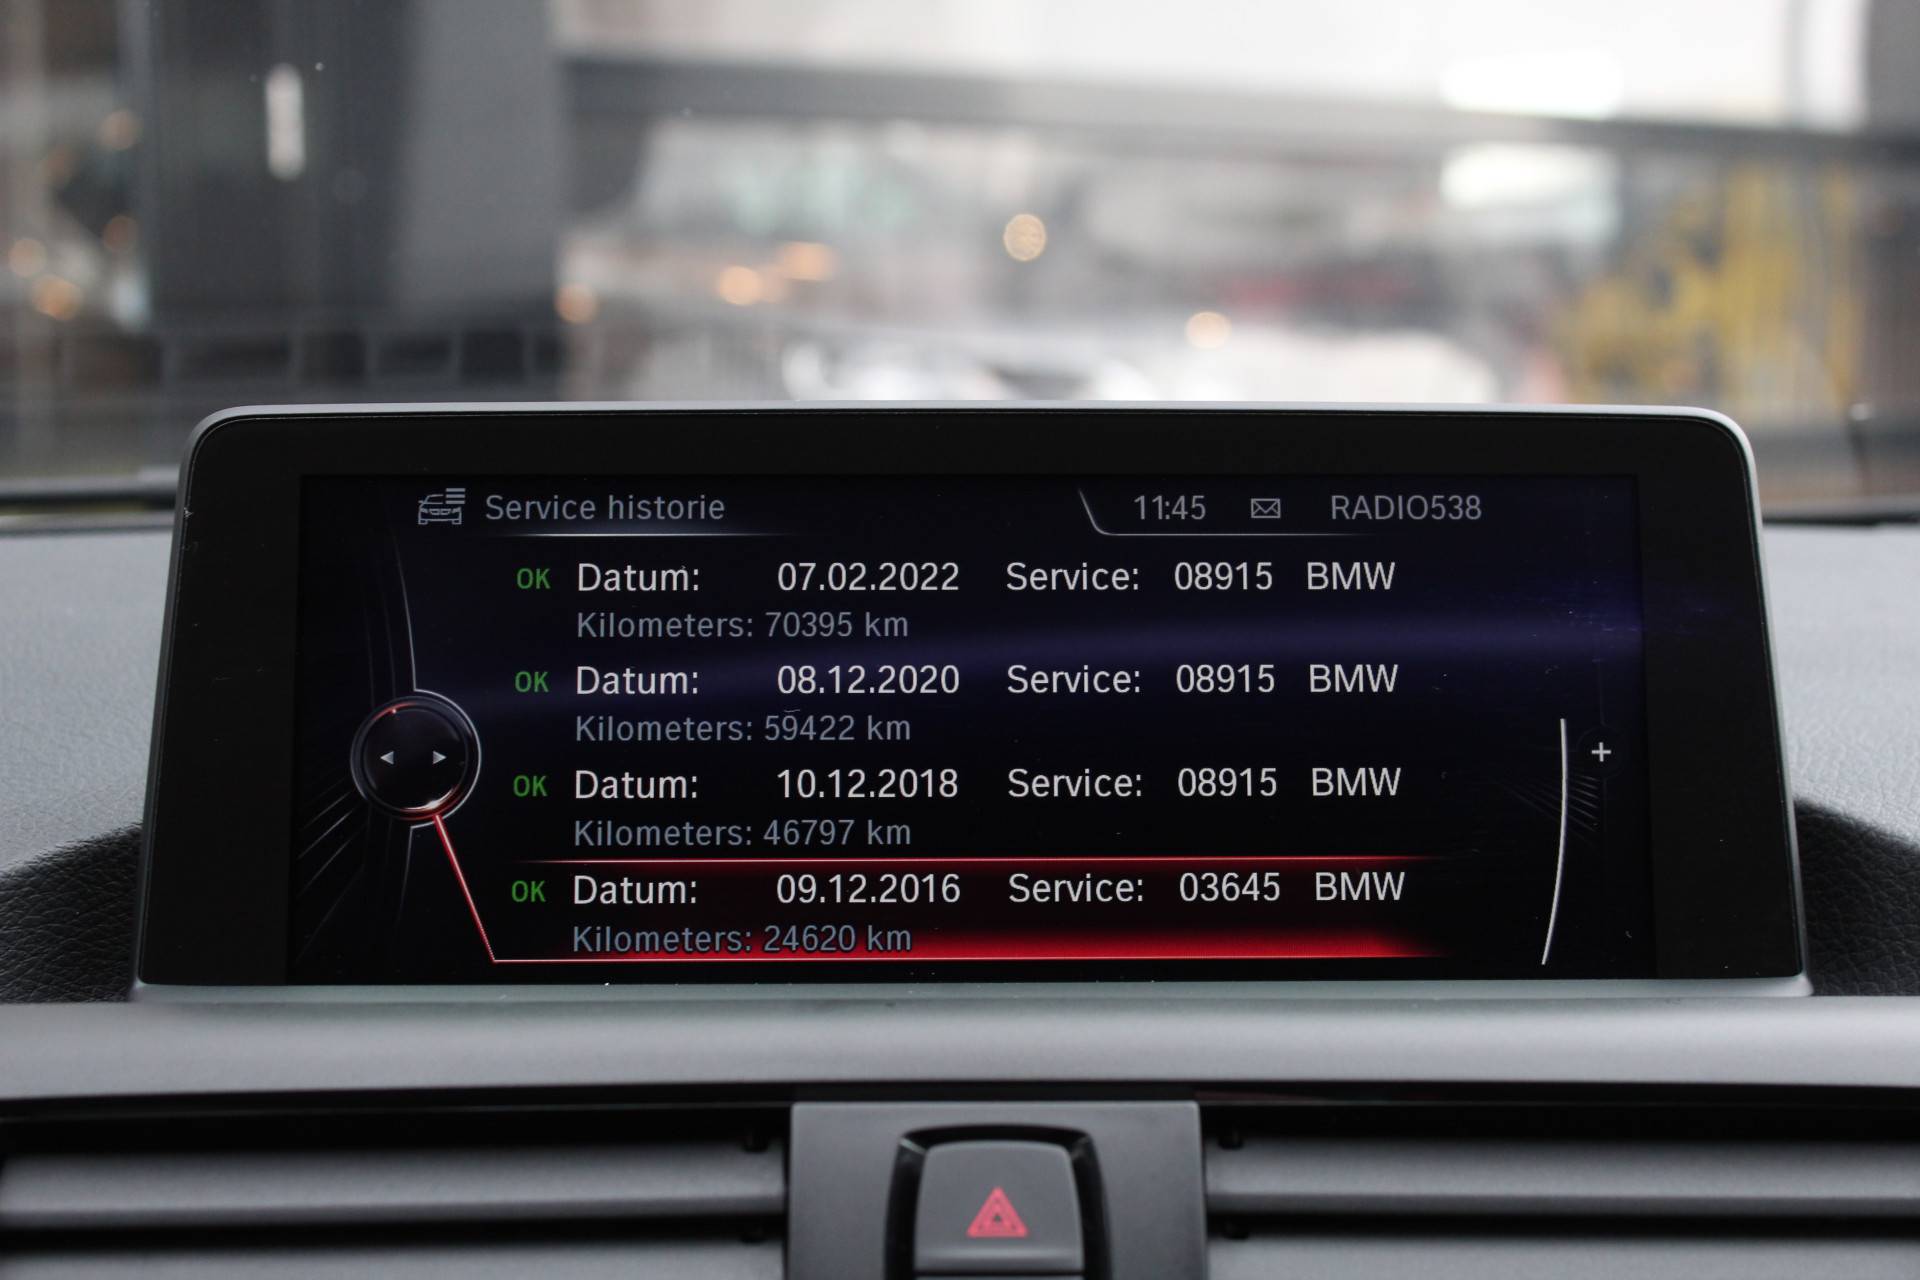 Service historie 11:45 RADIO538
OK Datum: 07.02.2022 Service: 08915 BMW
Kilometers: 70395 km
OK Datum: 08.12.2020 Service: 08915 BMW
Kilometers: 59422 km
OK Datum: 10.12.2018 Service: 08915 BMW
Kilometers: 46797 km
OK Datum: 09.12.2016 Service: 03645 BMW
Kilometers: 24620 km